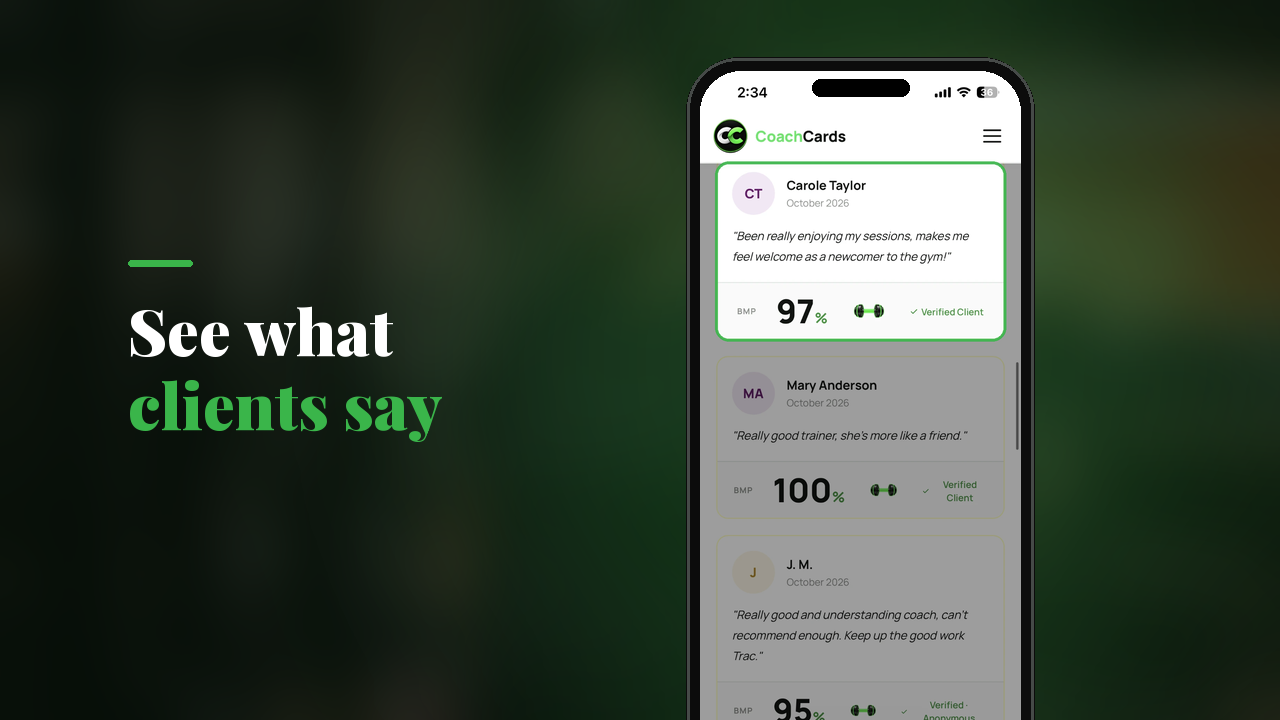 See what
clients say
2:34
36
CC
CoachCards
CT
Carole Taylor
October 2026
"Been really enjoying my sessions, makes me
feel welcome as a newcomer to the gym!"
BMP
97%
✓ Verified Client
MA
Mary Anderson
October 2026
"Really good trainer, she's more like a friend."
BMP
100%
✓ Verified
Client
J
J. M.
October 2026
"Really good and understanding coach, can't
recommend enough. Keep up the good work
Trac."
BMP
95%
✓ Verified ·
Anonymous